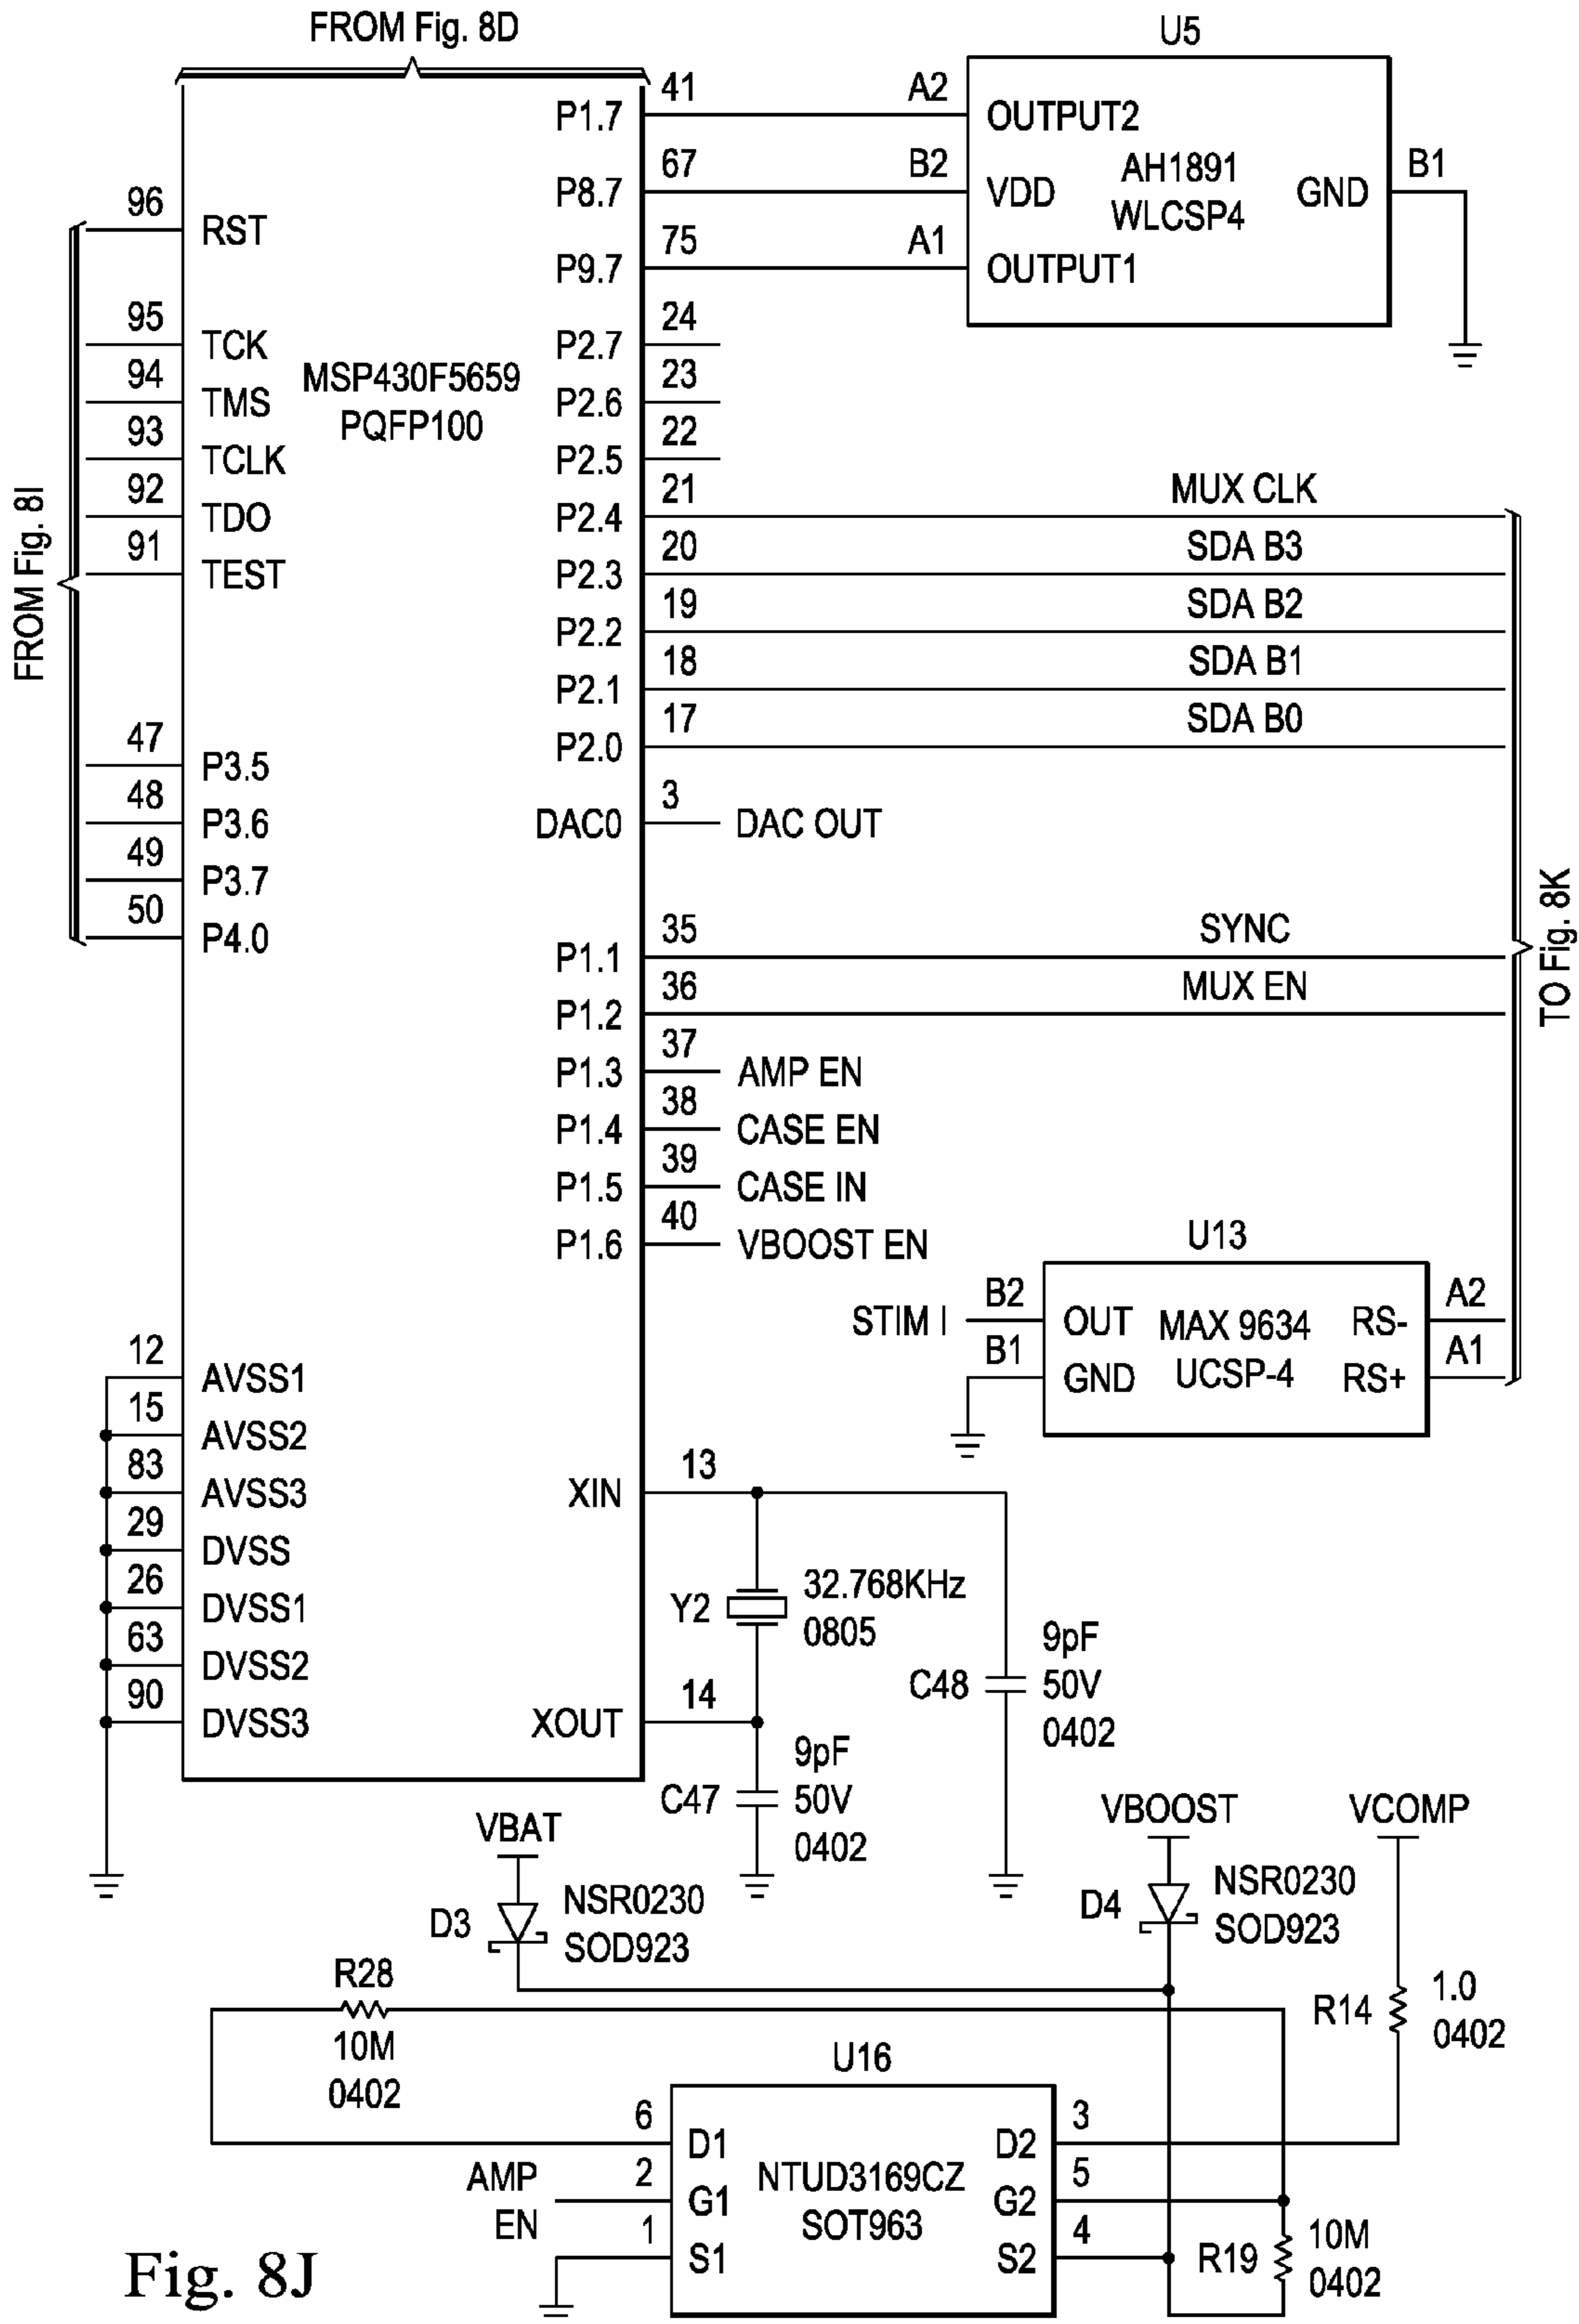 FROM Fig. 8D
FROM Fig. 8I
TO Fig. 8K
MSP430F5659
PQFP100
96
RST
95
TCK
94
TMS
93
TCLK
92
TDO
91
TEST
47
P3.5
48
P3.6
49
P3.7
50
P4.0
12
AVSS1
15
AVSS2
83
AVSS3
29
DVSS
26
DVSS1
63
DVSS2
90
DVSS3
P1.7
41
A2
P8.7
67
B2
P9.7
75
A1
U5
OUTPUT2
VDD
OUTPUT1
AH1891
WLCSP4
GND
B1
P2.7
24
P2.6
23
P2.5
22
P2.4
21
MUX CLK
P2.3
20
SDA B3
P2.2
19
SDA B2
P2.1
18
SDA B1
P2.0
17
SDA B0
DAC0
3
DAC OUT
P1.1
35
SYNC
P1.2
36
MUX EN
P1.3
37
AMP EN
P1.4
38
CASE EN
P1.5
39
CASE IN
P1.6
40
VBOOST EN
U13
STIM I
B2
OUT
B1
GND
MAX 9634
UCSP-4
RS-
A2
RS+
A1
XIN
13
Y2
32.768KHz
0805
XOUT
14
C47
9pF
50V
0402
C48
9pF
50V
0402
VBAT
D3
NSR0230
SOD923
VBOOST
D4
NSR0230
SOD923
VCOMP
R14
1.0
0402
R28
10M
0402
U16
6
D1
AMP
EN
2
G1
1
S1
NTUD3169CZ
SOT963
D2
3
G2
5
S2
4
R19
10M
0402
Fig. 8J